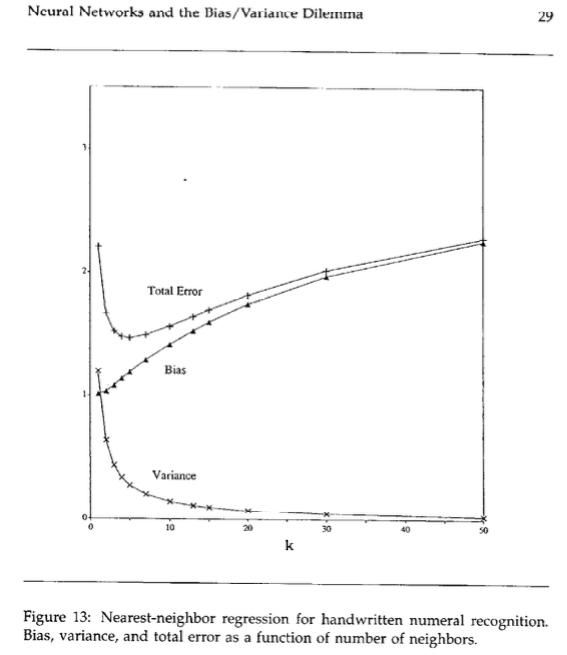 Neural Networks and the Bias/Variance Dilemma 29
3
2
Total Error
Bias
1
Variance
0
0 10 20 30 40 50
k
Figure 13: Nearest-neighbor regression for handwritten numeral recognition.
Bias, variance, and total error as a function of number of neighbors.